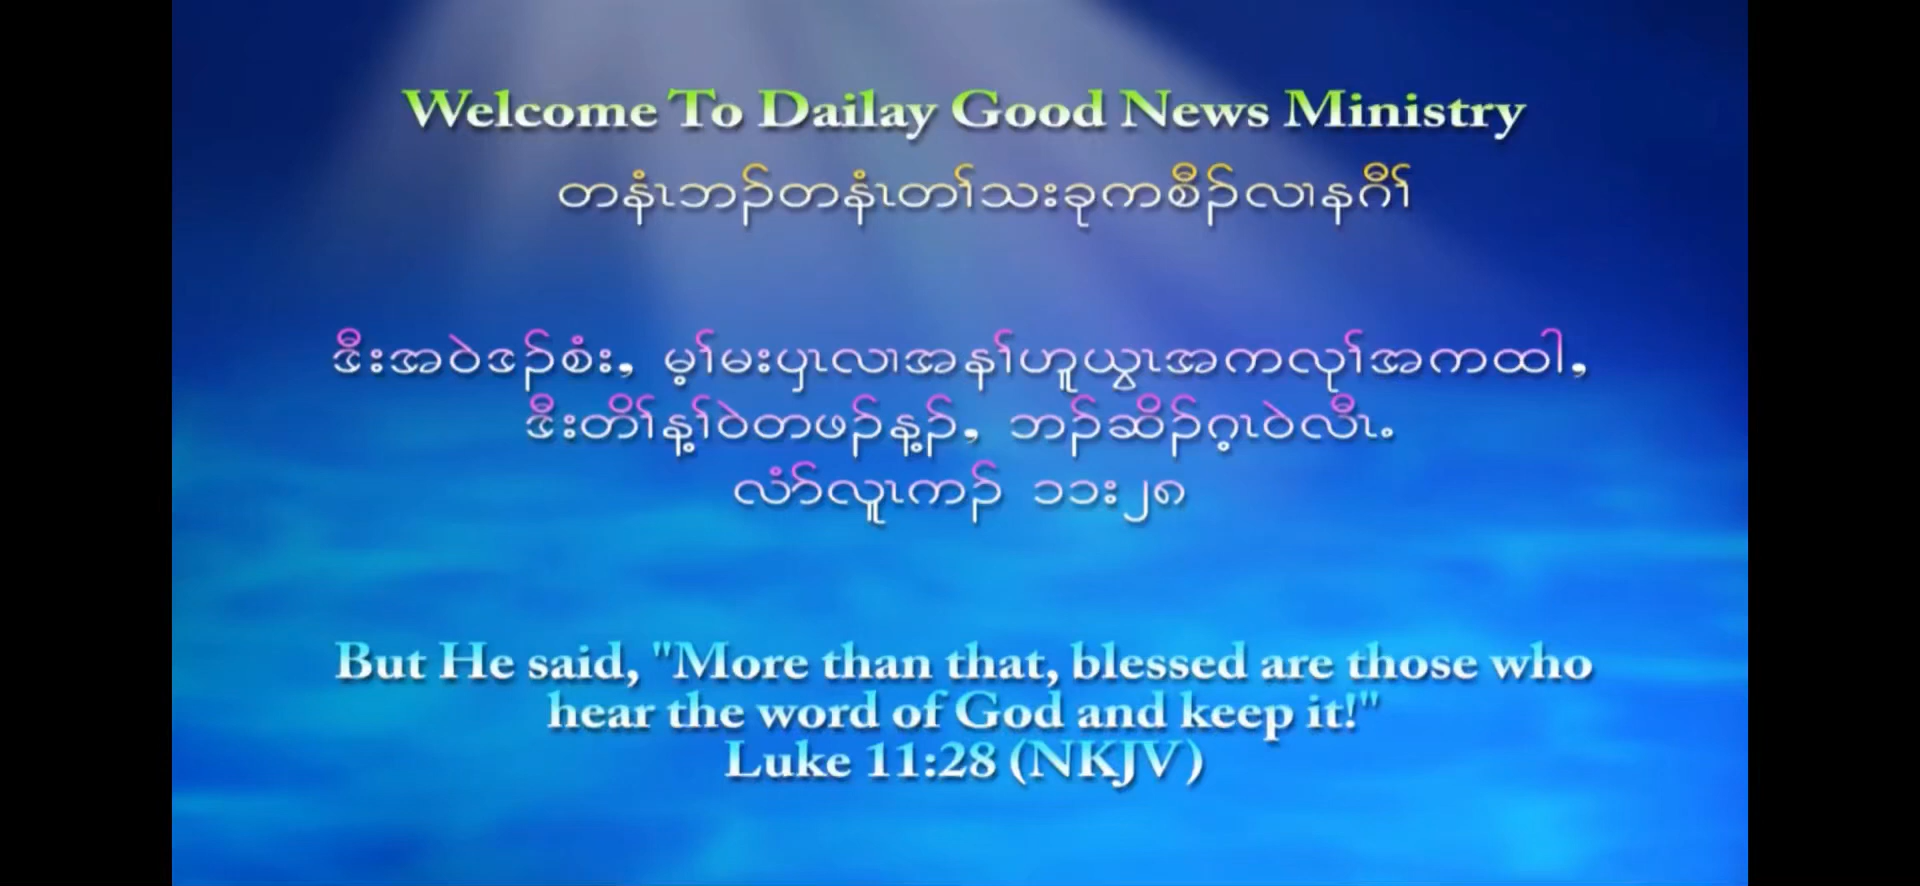 Welcome To Dailay Good News Ministry
တနံၤဘၣ်တနံၤတၢ်သးခုကစီၣ်လၢနဂီၢ်
ဒီးအဝဲဒၣ်စံး, မ့ၢ်မးပှၤလၢအနၢ်ဟူယွၤအကလုၢ်အကထါ,
ဒီးတိၢ်န့ၢ်ဝဲတဖၣ်န့ၣ်, ဘၣ်ဆိၣ်ဂ့ၤဝဲလီၤ.
လံာ်လူၤကၣ် ၁၁း၂၈
But He said, "More than that, blessed are those who
hear the word of God and keep it!"
Luke 11:28 (NKJV)